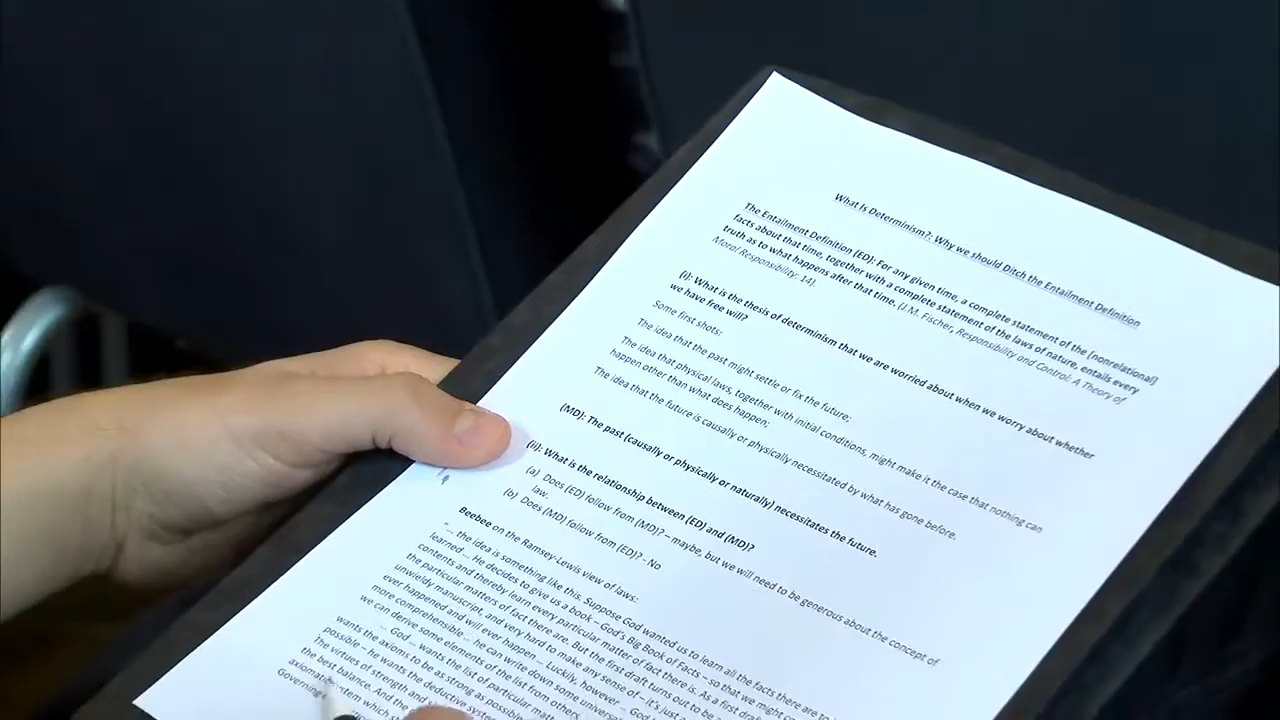 What Is Determinism?: Why we should Ditch the Entailment Definition
The Entailment Definition (ED): For any given time, a complete statement of the [nonrelational]
facts about that time, together with a complete statement of the laws of nature, entails every
truth as to what happens after that time. (J.M. Fischer, Responsibility and Control: A Theory of
Moral Responsibility: 14).
(i): What is the thesis of determinism that we are worried about when we worry about whether
we have free will?
Some first shots:
The idea that the past might settle or fix the future;
The idea that physical laws, together with initial conditions, might make it the case that nothing can
happen other than what does happen;
The idea that the future is causally or physically necessitated by what has gone before.
(MD): The past (causally or physically or naturally) necessitates the future.
(ii): What is the relationship between (ED) and (MD)?
(a) Does (ED) follow from (MD)? – maybe, but we will need to be generous about the concept of
law.
(b) Does (MD) follow from (ED)? - No
Beebee on the Ramsey-Lewis view of laws:
"... the idea is something like this. Suppose God wanted us to learn all the facts there are to
learned ... He decides to give us a book – God's Big Book of Facts – so that we might
contents and thereby learn every particular matter of fact there is. As a first draft
the particular matters of fact there are. But the first draft turns out to be a
unwieldy manuscript, and very hard to make any sense of – it's just a
ever happened and will ever happen ... Luckily, however
more comprehensible – he can write down some universal
we can derive some elements of the list from others
... God ... wants the list of particular
wants the axioms to be as strong as possible
possible – he wants the deductive
The virtues of strength and
the best balance. And the
system which